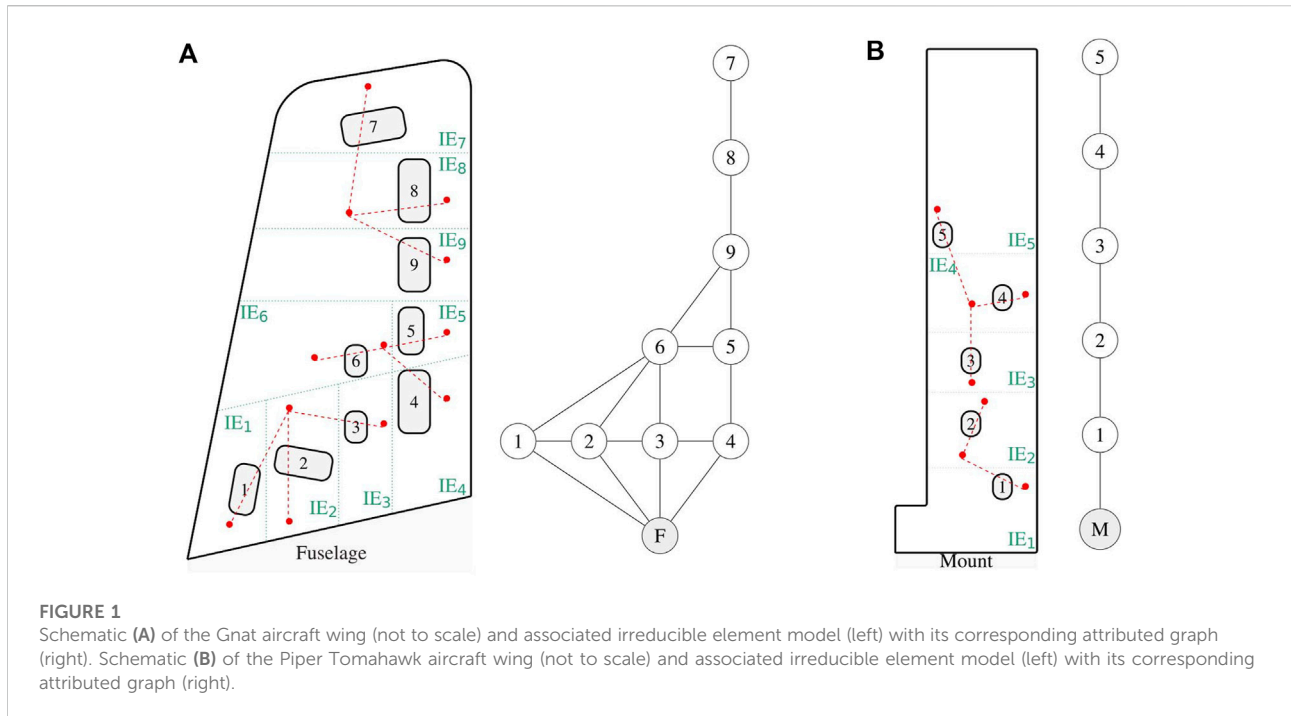 A
7
IE7
IE8
8
IE9
9
IE6
IE5
5
6
4
IE1
3
2
1
IE2
IE3
IE4
Fuselage
7
8
9
6
5
1
2
3
4
F
B
5
IE5
IE4
4
3
IE3
2
IE2
1
IE1
Mount
5
4
3
2
1
M
FIGURE 1
Schematic (A) of the Gnat aircraft wing (not to scale) and associated irreducible element model (left) with its corresponding attributed graph
(right). Schematic (B) of the Piper Tomahawk aircraft wing (not to scale) and associated irreducible element model (left) with its corresponding
attributed graph (right).